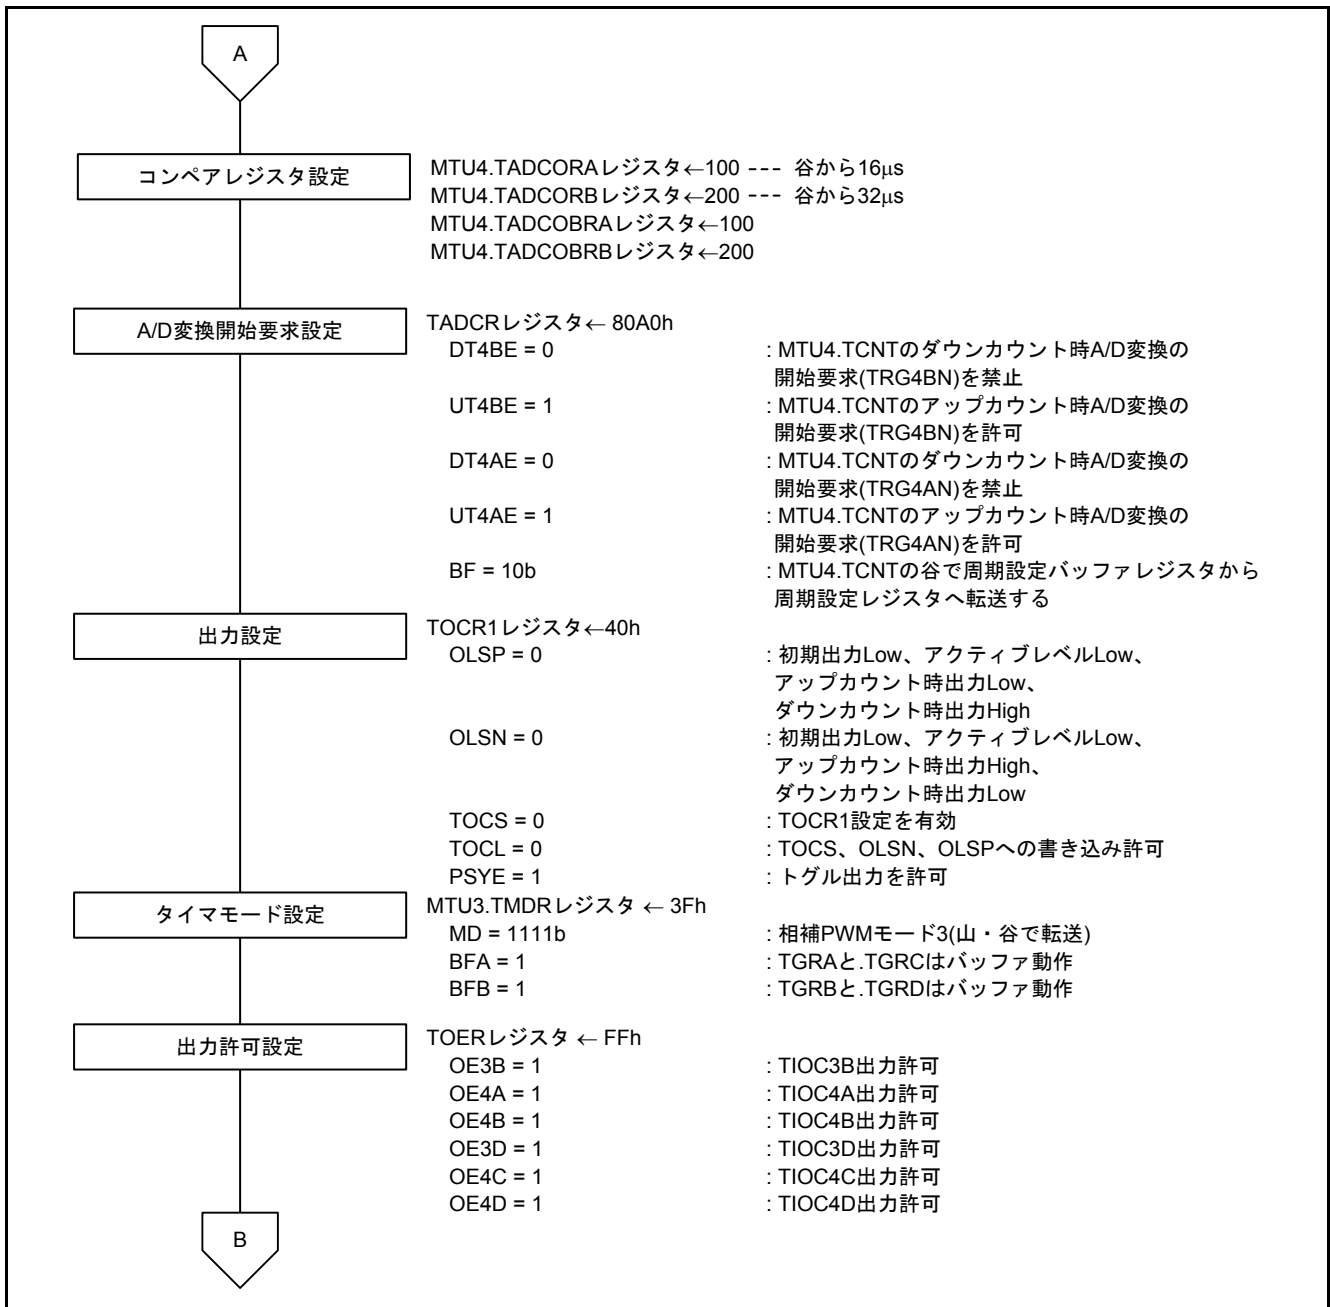 A
コンペアレジスタ設定
MTU4.TADCORAレジスタ←100 --- 谷から16μs
MTU4.TADCORBレジスタ←200 --- 谷から32μs
MTU4.TADCOBRAレジスタ←100
MTU4.TADCOBRBレジスタ←200
A/D変換開始要求設定
TADCRレジスタ← 80A0h
DT4BE = 0 : MTU4.TCNTのダウンカウント時A/D変換の
開始要求(TRG4BN)を禁止
UT4BE = 1 : MTU4.TCNTのアップカウント時A/D変換の
開始要求(TRG4BN)を許可
DT4AE = 0 : MTU4.TCNTのダウンカウント時A/D変換の
開始要求(TRG4AN)を禁止
UT4AE = 1 : MTU4.TCNTのアップカウント時A/D変換の
開始要求(TRG4AN)を許可
BF = 10b : MTU4.TCNTの谷で周期設定バッファレジスタから
周期設定レジスタへ転送する
出力設定
TOCR1レジスタ←40h
OLSP = 0 : 初期出力Low、アクティブレベルLow、
アップカウント時出力Low、
ダウンカウント時出力High
OLSN = 0 : 初期出力Low、アクティブレベルLow、
アップカウント時出力High、
ダウンカウント時出力Low
TOCS = 0 : TOCR1設定を有効
TOCL = 0 : TOCS、OLSN、OLSPへの書き込み許可
PSYE = 1 : トグル出力を許可
タイマモード設定
MTU3.TMDRレジスタ ← 3Fh
MD = 1111b : 相補PWMモード3(山・谷で転送)
BFA = 1 : TGRAと.TGRCはバッファ動作
BFB = 1 : TGRBと.TGRDはバッファ動作
出力許可設定
TOERレジスタ ← FFh
OE3B = 1 : TIOC3B出力許可
OE4A = 1 : TIOC4A出力許可
OE4B = 1 : TIOC4B出力許可
OE3D = 1 : TIOC3D出力許可
OE4C = 1 : TIOC4C出力許可
OE4D = 1 : TIOC4D出力許可
B